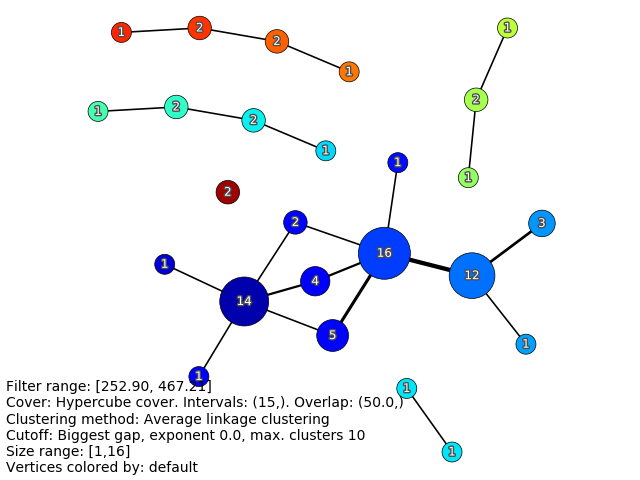 1 2 2 1 1
1 2 2 1 2
1 1
2
2 16 3
1 14 4 12
5 1
1 1
1
Filter range: [252.90, 467.21]
Cover: Hypercube cover. Intervals: (15,). Overlap: (50.0,)
Clustering method: Average linkage clustering
Cutoff: Biggest gap, exponent 0.0, max. clusters 10
Size range: [1,16]
Vertices colored by: default